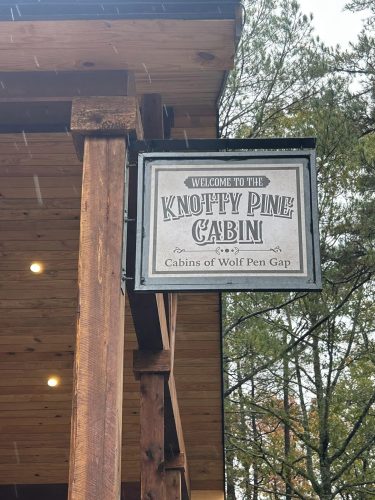 WELCOME TO THE
KNOTTY PINE
CABIN
Cabins of Wolf Pen Gap